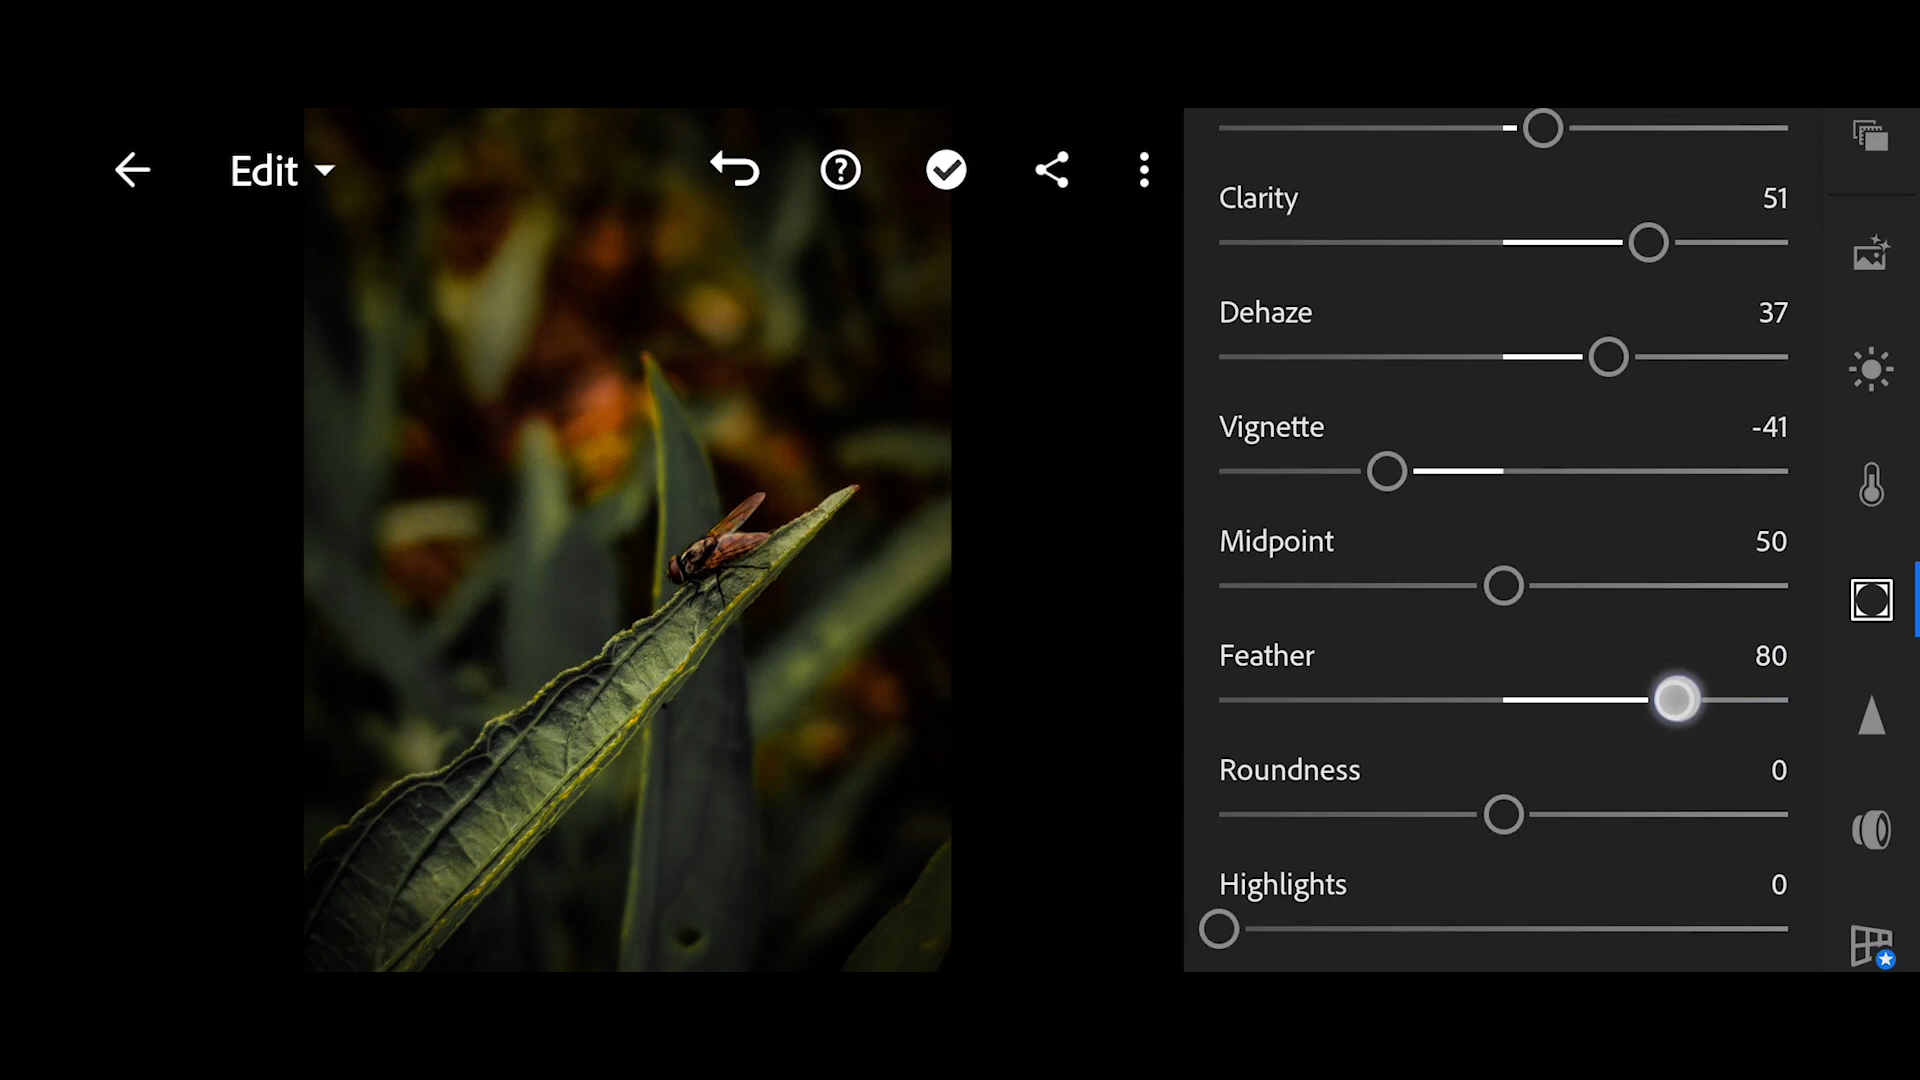 Edit
Clarity 51
Dehaze 37
Vignette -41
Midpoint 50
Feather 80
Roundness 0
Highlights 0